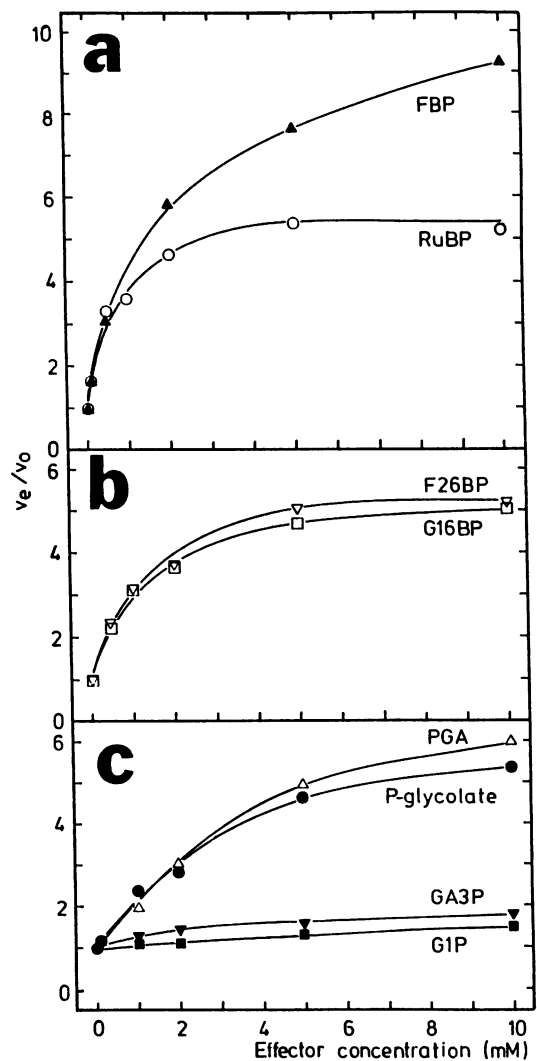 a
10
8
6
4
2
0
FBP
RuBP
ve/vo
b
6
4
2
0
F26BP
G16BP
c
6
4
2
0
PGA
P-glycolate
GA3P
G1P
0 2 4 6 8 10
Effector concentration (mM)